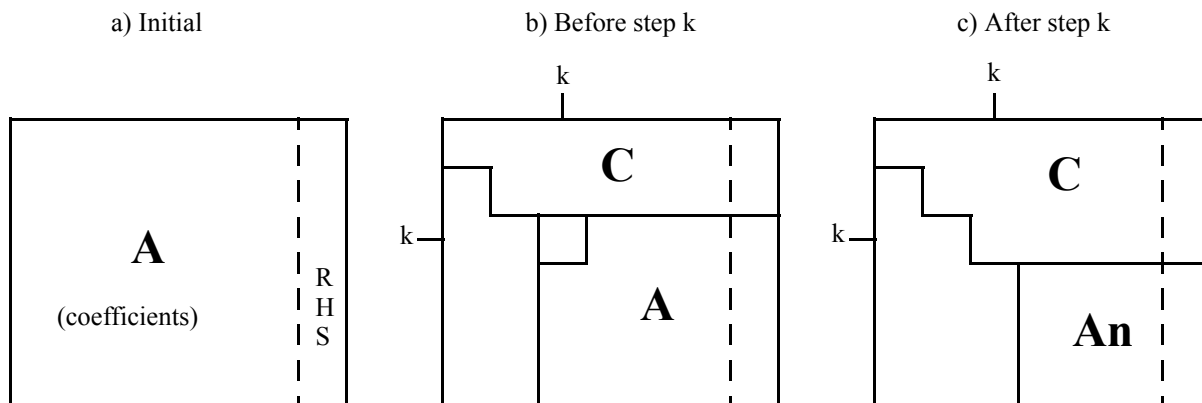 a) Initial
b) Before step k
c) After step k
k
k
C
C
k
k
A
(coefficients)
R
H
S
A
An